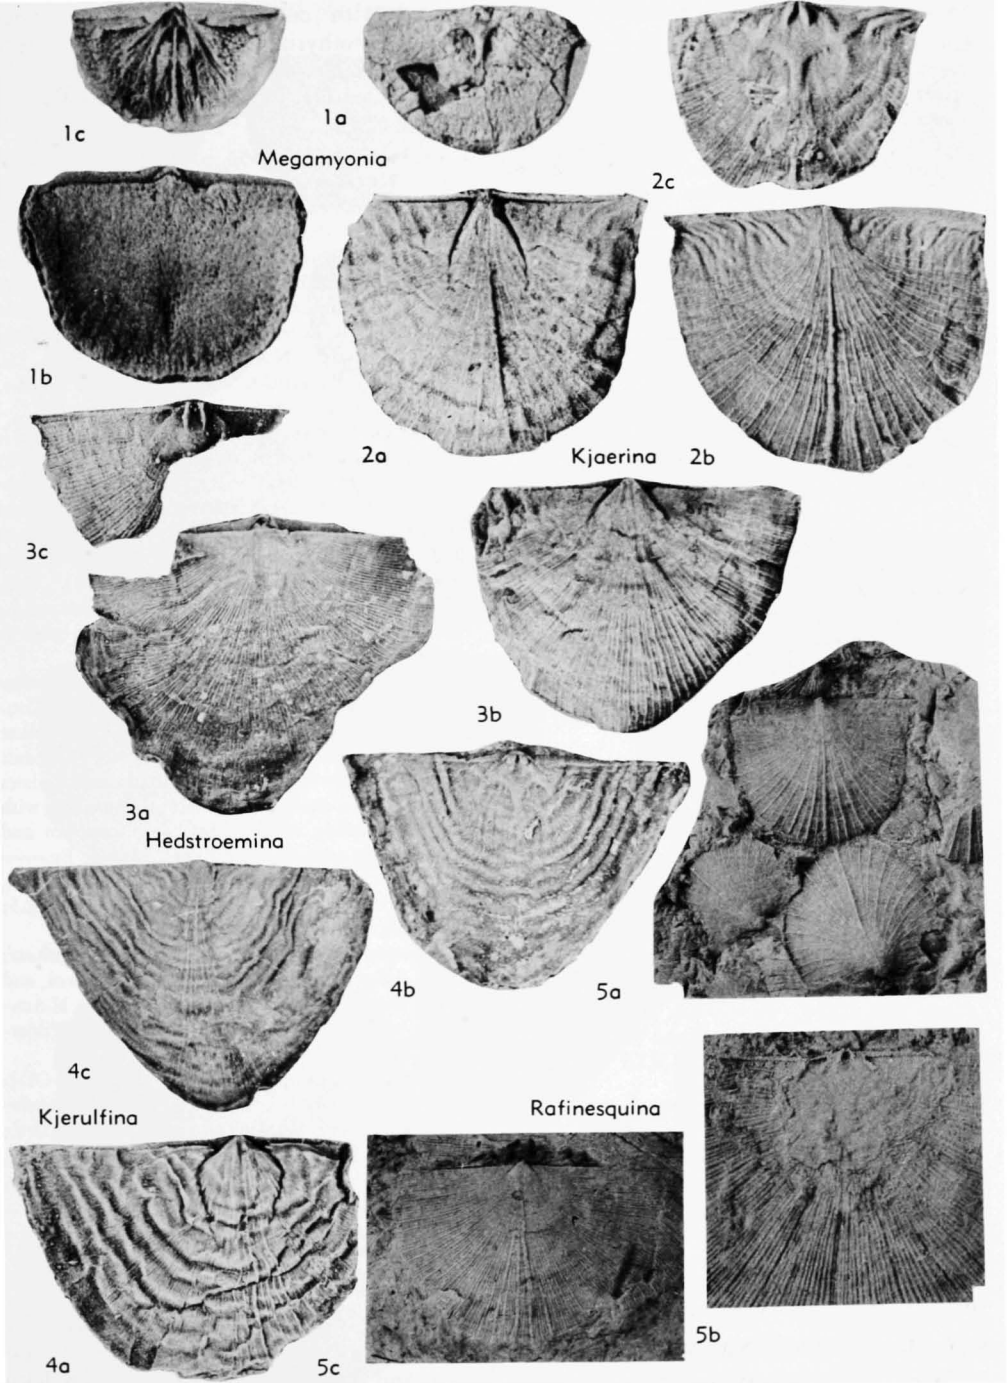 1c
1a
Megamyonia
2c
1b
2a
Kjaerina
2b
3c
3b
3a
Hedstroemina
4b
5a
4c
Kjerulfina
Rafinesquina
5b
4a
5c